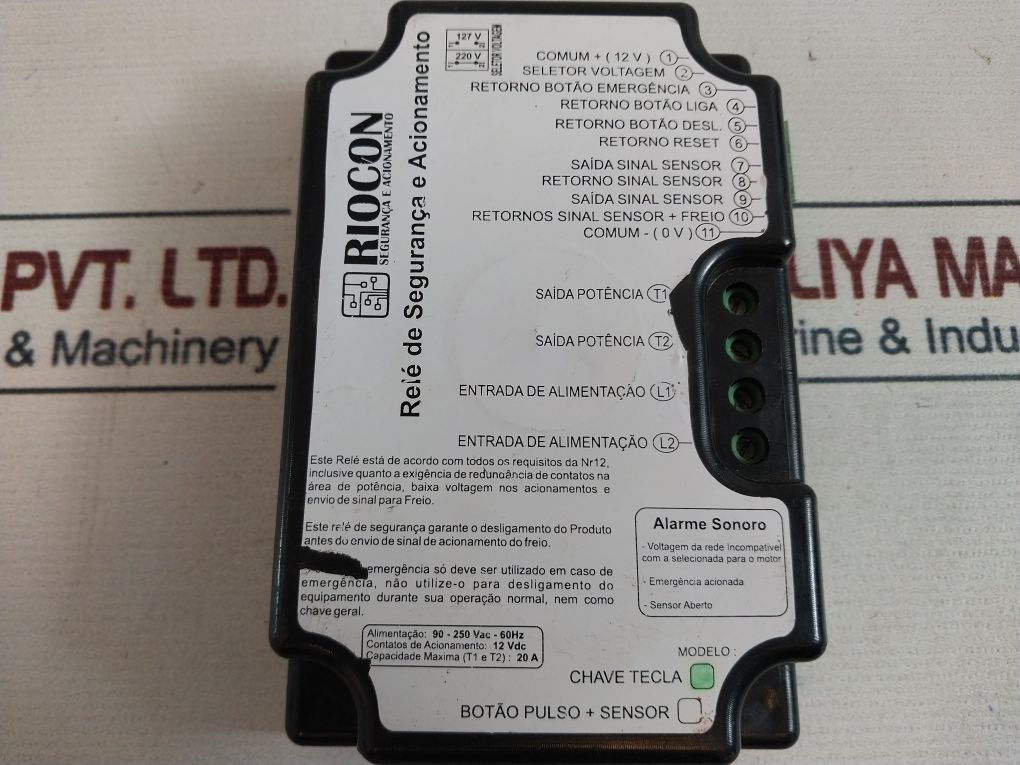 127 V
220 V
SELETOR VOLTAGEM
RIOCON
SEGURANÇA E ACIONAMENTO
Relé de Segurança e Acionamento
COMUM + ( 12 V ) 1
SELETOR VOLTAGEM 2
RETORNO BOTÃO EMERGÊNCIA 3
RETORNO BOTÃO LIGA 4
RETORNO BOTÃO DESL. 5
RETORNO RESET 6
SAÍDA SINAL SENSOR 7
RETORNO SINAL SENSOR 8
SAÍDA SINAL SENSOR 9
RETORNOS SINAL SENSOR + FREIO 10
COMUM - ( 0 V ) 11
SAÍDA POTÊNCIA T1
SAÍDA POTÊNCIA T2
ENTRADA DE ALIMENTAÇÃO L1
ENTRADA DE ALIMENTAÇÃO L2
Este Relé está de acordo com todos os requisitos da Nr12,
inclusive quanto a exigência de redundância de contatos na
área de potência, baixa voltagem nos acionamentos e
envio de sinal para Freio.
Este relé de segurança garante o desligamento do Produto
antes do envio de sinal de acionamento do freio.
emergência só deve ser utilizado em caso de
emergência, não utilize-o para desligamento do
equipamento durante sua operação normal, nem como
chave geral.
Alarme Sonoro
- Voltagem da rede Incompativel
com a selecionada para o motor
- Emergência acionada
- Sensor Aberto
Alimentação: 90 - 250 Vac - 60Hz
Contatos de Acionamento: 12 Vdc
Capacidade Maxima (T1 e T2) : 20 A
MODELO :
CHAVE TECLA
BOTÃO PULSO + SENSOR
PVT. LTD.
& Machinery
LIYA MA
rine & Indu